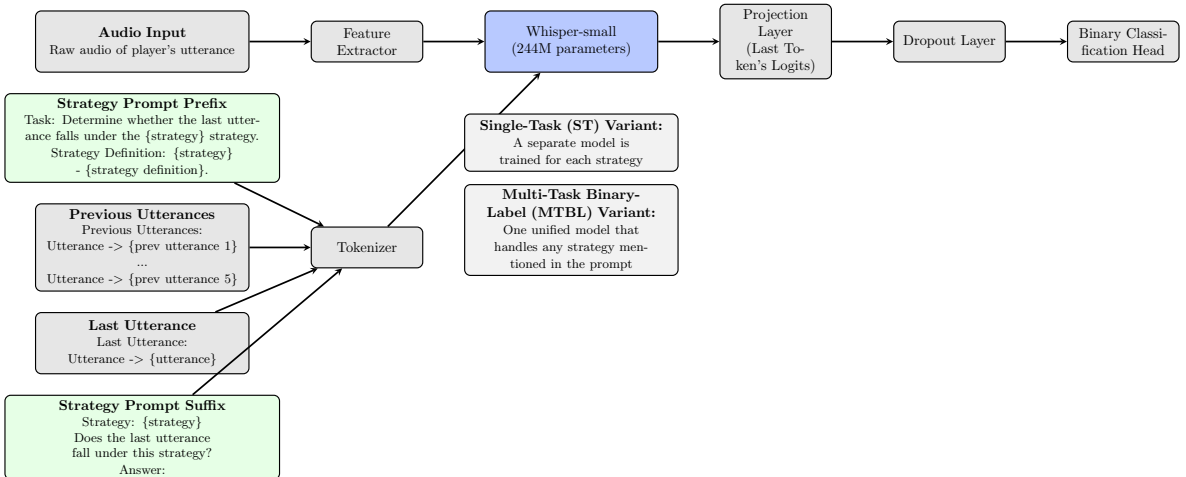 Audio Input
Raw audio of player's utterance
Feature
Extractor
Whisper-small
(244M parameters)
Projection
Layer
(Last To-
ken's Logits)
Dropout Layer
Binary Classi-
fication Head
Strategy Prompt Prefix
Task: Determine whether the last utter-
ance falls under the {strategy} strategy.
Strategy Definition: {strategy}
- {strategy definition}.
Previous Utterances
Previous Utterances:
Utterance -> {prev utterance 1}
...
Utterance -> {prev utterance 5}
Last Utterance
Last Utterance:
Utterance -> {utterance}
Strategy Prompt Suffix
Strategy: {strategy}
Does the last utterance
fall under this strategy?
Answer:
Tokenizer
Single-Task (ST) Variant:
A separate model is
trained for each strategy
Multi-Task Binary-
Label (MTBL) Variant:
One unified model that
handles any strategy men-
tioned in the prompt